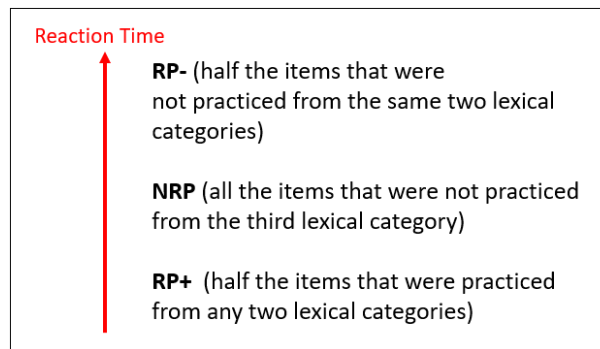 Reaction Time
RP- (half the items that were
not practiced from the same two lexical
categories)
NRP (all the items that were not practiced
from the third lexical category)
RP+ (half the items that were practiced
from any two lexical categories)